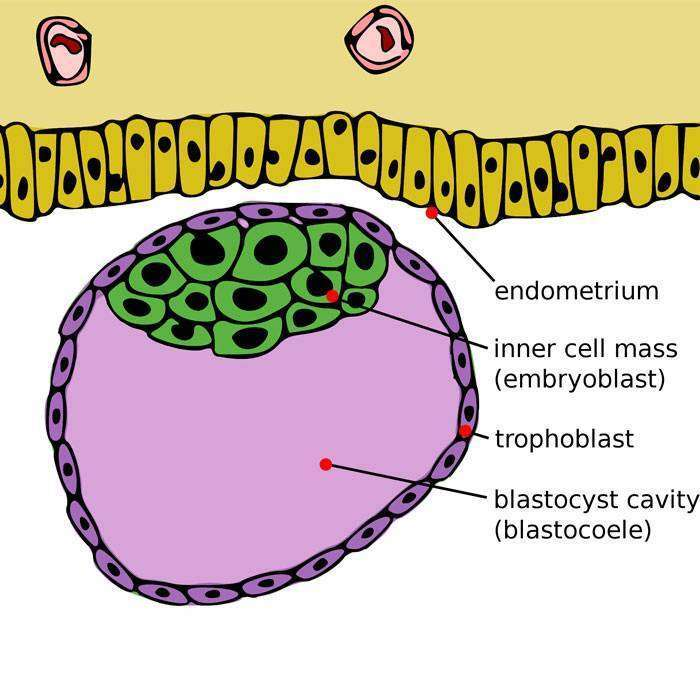 endometrium
inner cell mass
(embryoblast)
trophoblast
blastocyst cavity
(blastocoele)